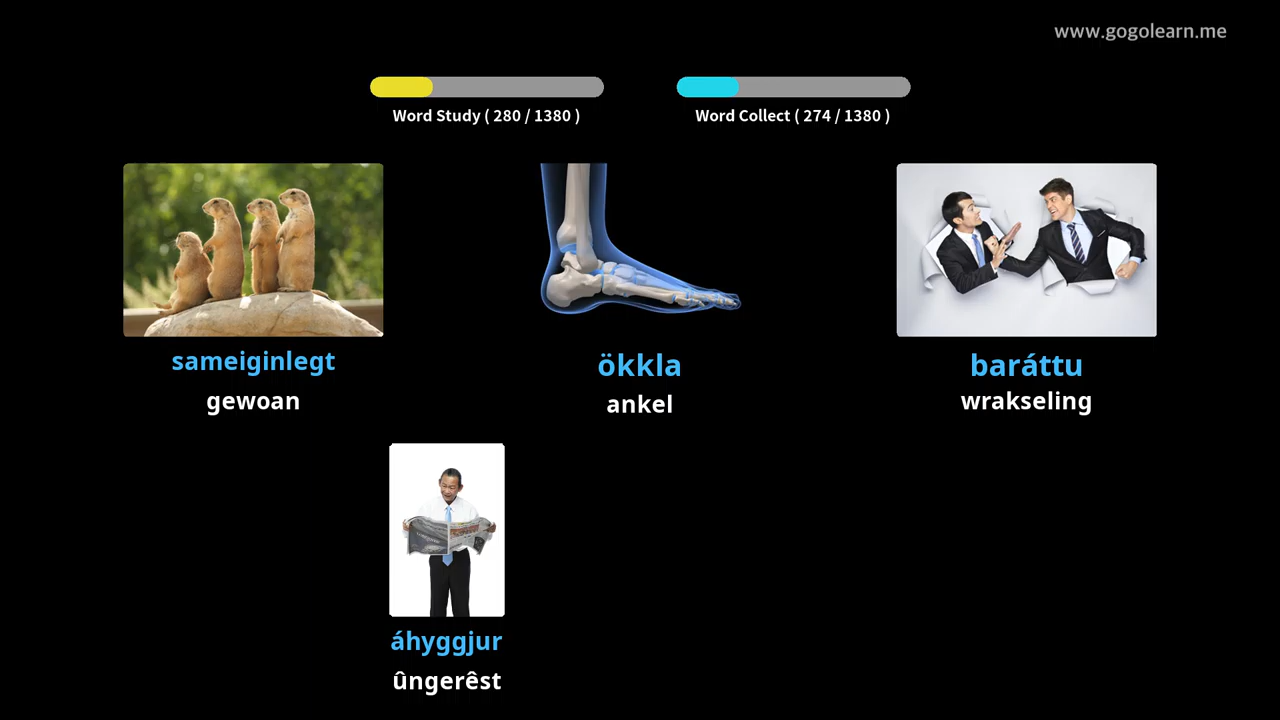 www.gogolearn.me
Word Study ( 280 / 1380 )
Word Collect ( 274 / 1380 )
sameiginlegt
gewoan
ökkla
ankel
baráttu
wrakseling
áhyggjur
ûngerêst